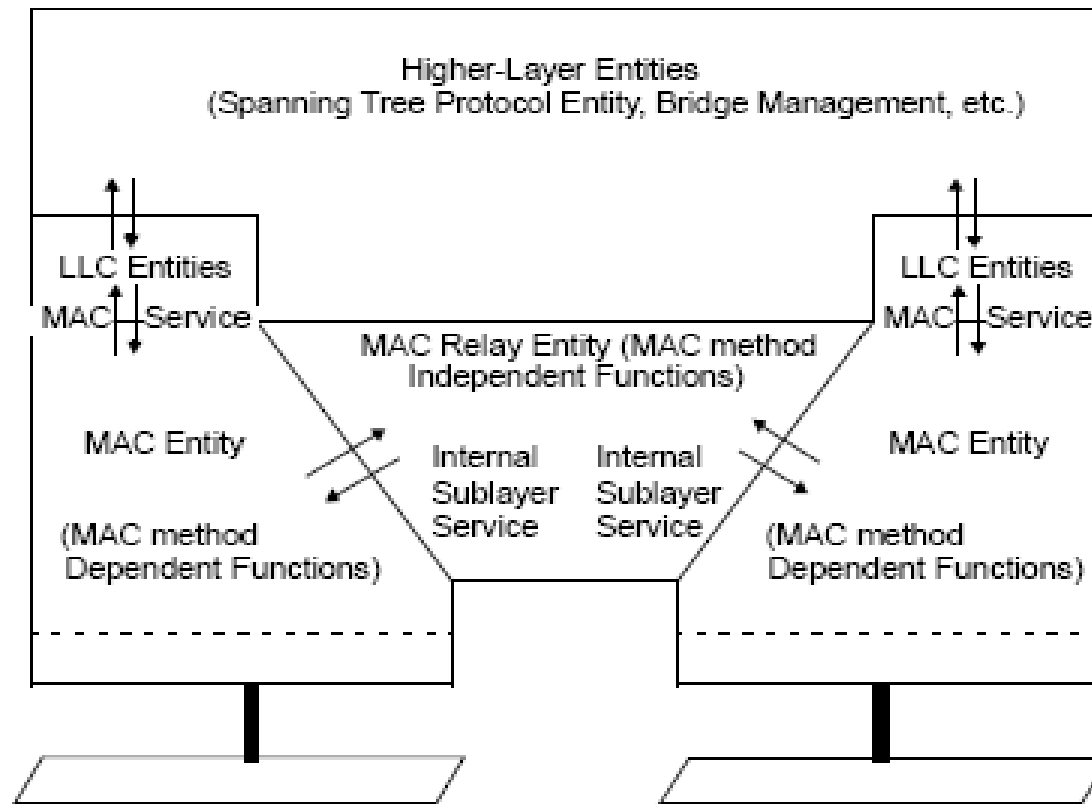 Higher-Layer Entities
(Spanning Tree Protocol Entity, Bridge Management, etc.)
LLC Entities
MAC Service
LLC Entities
MAC Service
MAC Relay Entity (MAC method
Independent Functions)
MAC Entity
(MAC method
Dependent Functions)
Internal
Sublayer
Service
Internal
Sublayer
Service
MAC Entity
(MAC method
Dependent Functions)